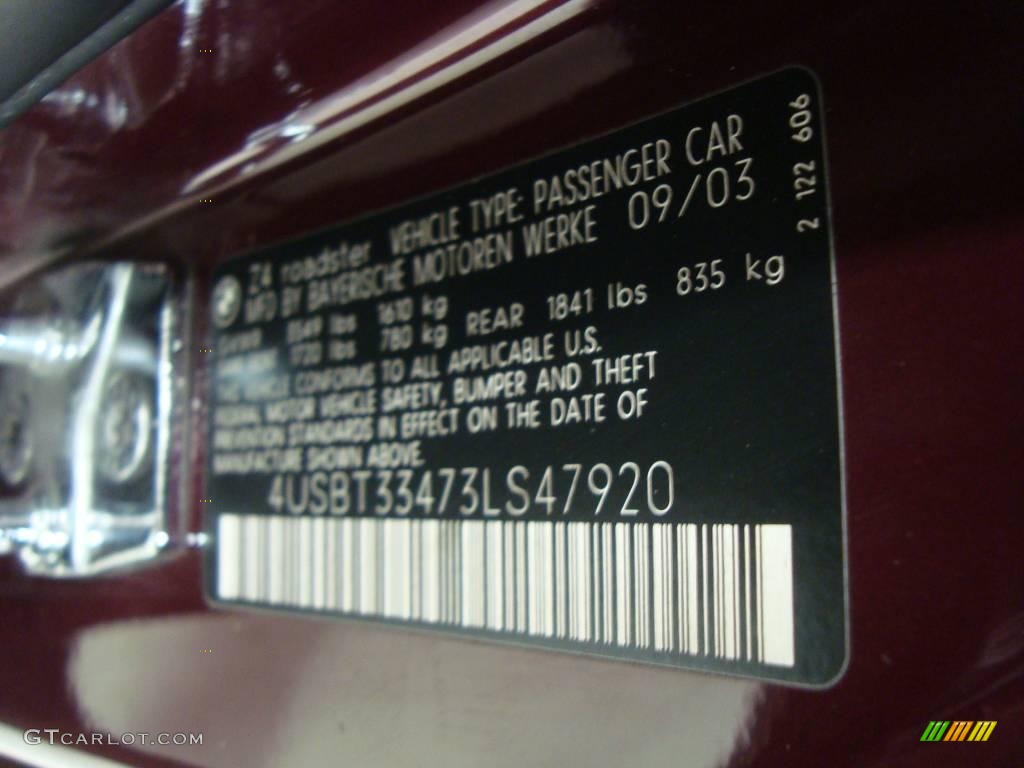 Z4 roadster VEHICLE TYPE: PASSENGER CAR
MFD BY BAYERISCHE MOTOREN WERKE 09/03
GVWR 3549 lbs 1610 kg
1720 lbs 780 kg REAR 1841 lbs 835 kg
THIS VEHICLE CONFORMS TO ALL APPLICABLE U.S.
FEDERAL MOTOR VEHICLE SAFETY, BUMPER AND THEFT
PREVENTION STANDARDS IN EFFECT ON THE DATE OF
MANUFACTURE SHOWN ABOVE.
4USBT33473LS47920
2 122 606
GTCARLOT.COM